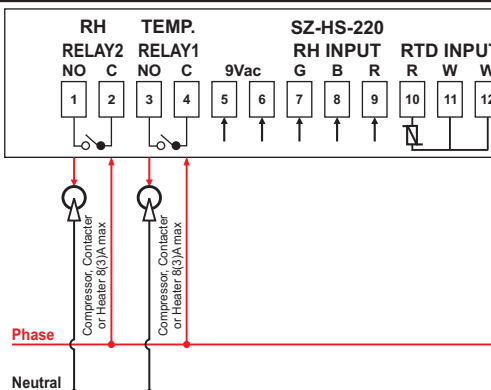 RH TEMP. SZ-HS-220
RELAY2 RELAY1 RH INPUT RTD INPUT
NO C NO C 9Vac G B R R W W
1 2 3 4 5 6 7 8 9 10 11 12
Compressor, Contacter
or Heater 8(3)A max
Compressor, Contacter
or Heater 8(3)A max
Phase
Neutral